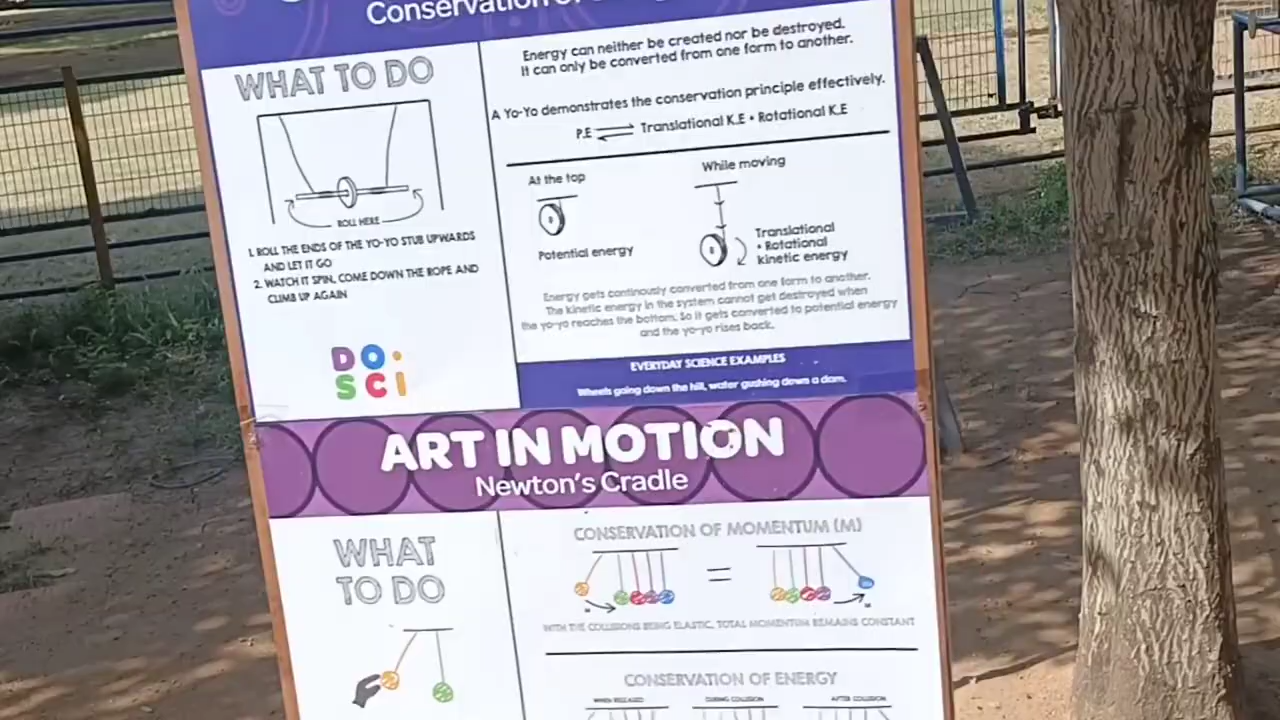 Conservation
WHAT TO DO
ROLL HERE
1. ROLL THE ENDS OF THE YO-YO STUB UPWARDS
AND LET IT GO
2. WATCH IT SPIN, COME DOWN THE ROPE AND
CLIMB UP AGAIN
DO.
SCI
Energy can neither be created nor be destroyed.
It can only be converted from one form to another.
A Yo-Yo demonstrates the conservation principle effectively.
P.E ⇌ Translational K.E + Rotational K.E
At the top
Potential energy
While moving
Translational
+ Rotational
kinetic energy
Energy gets continously converted from one form to another.
The kinetic energy in the system cannot get destroyed when
the yo-yo reaches the bottom. So it gets converted to potential energy
and the yo-yo rises back.
EVERYDAY SCIENCE EXAMPLES
Wheels going down the hill, water gushing down a dam.
ART IN MOTION
Newton's Cradle
WHAT
TO DO
CONSERVATION OF MOMENTUM (M)
=
WITH THE COLLISIONS BEING ELASTIC, TOTAL MOMENTUM REMAINS CONSTANT
CONSERVATION OF ENERGY
WHEN RELEASED
DURING COLLISION
AFTER COLLISION